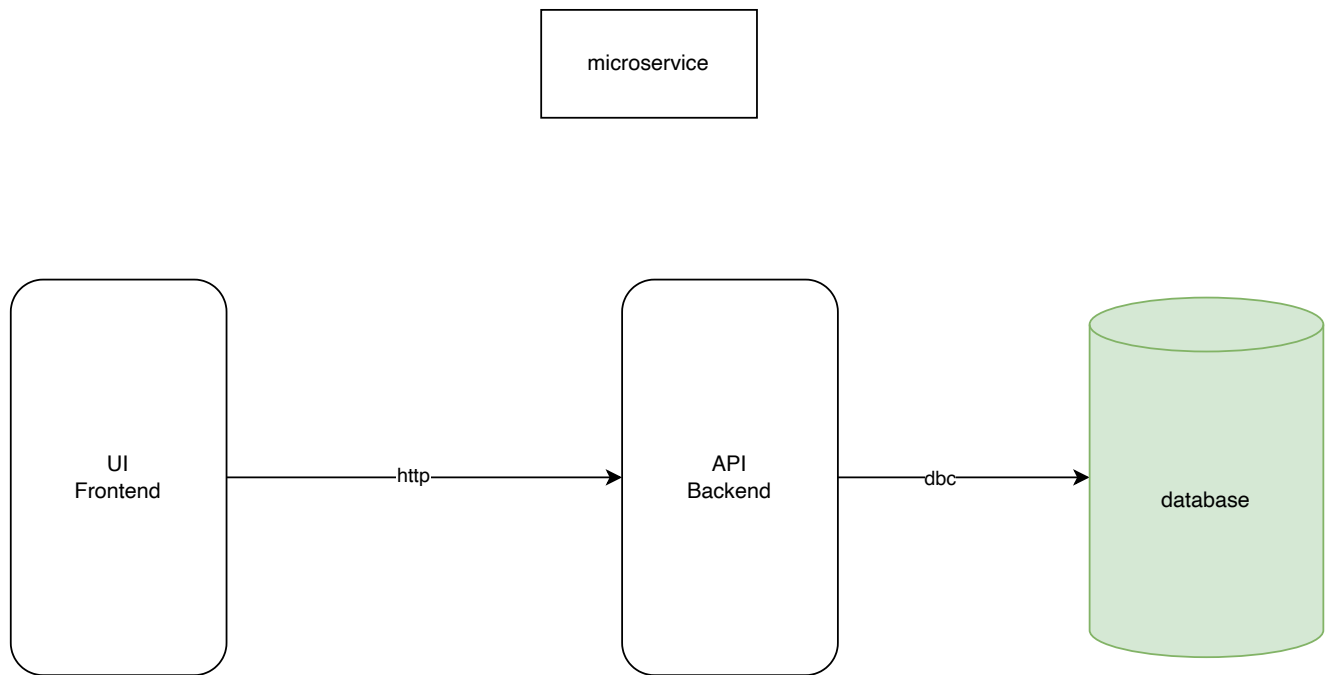 microservice
UI
Frontend
http
API
Backend
dbc
database